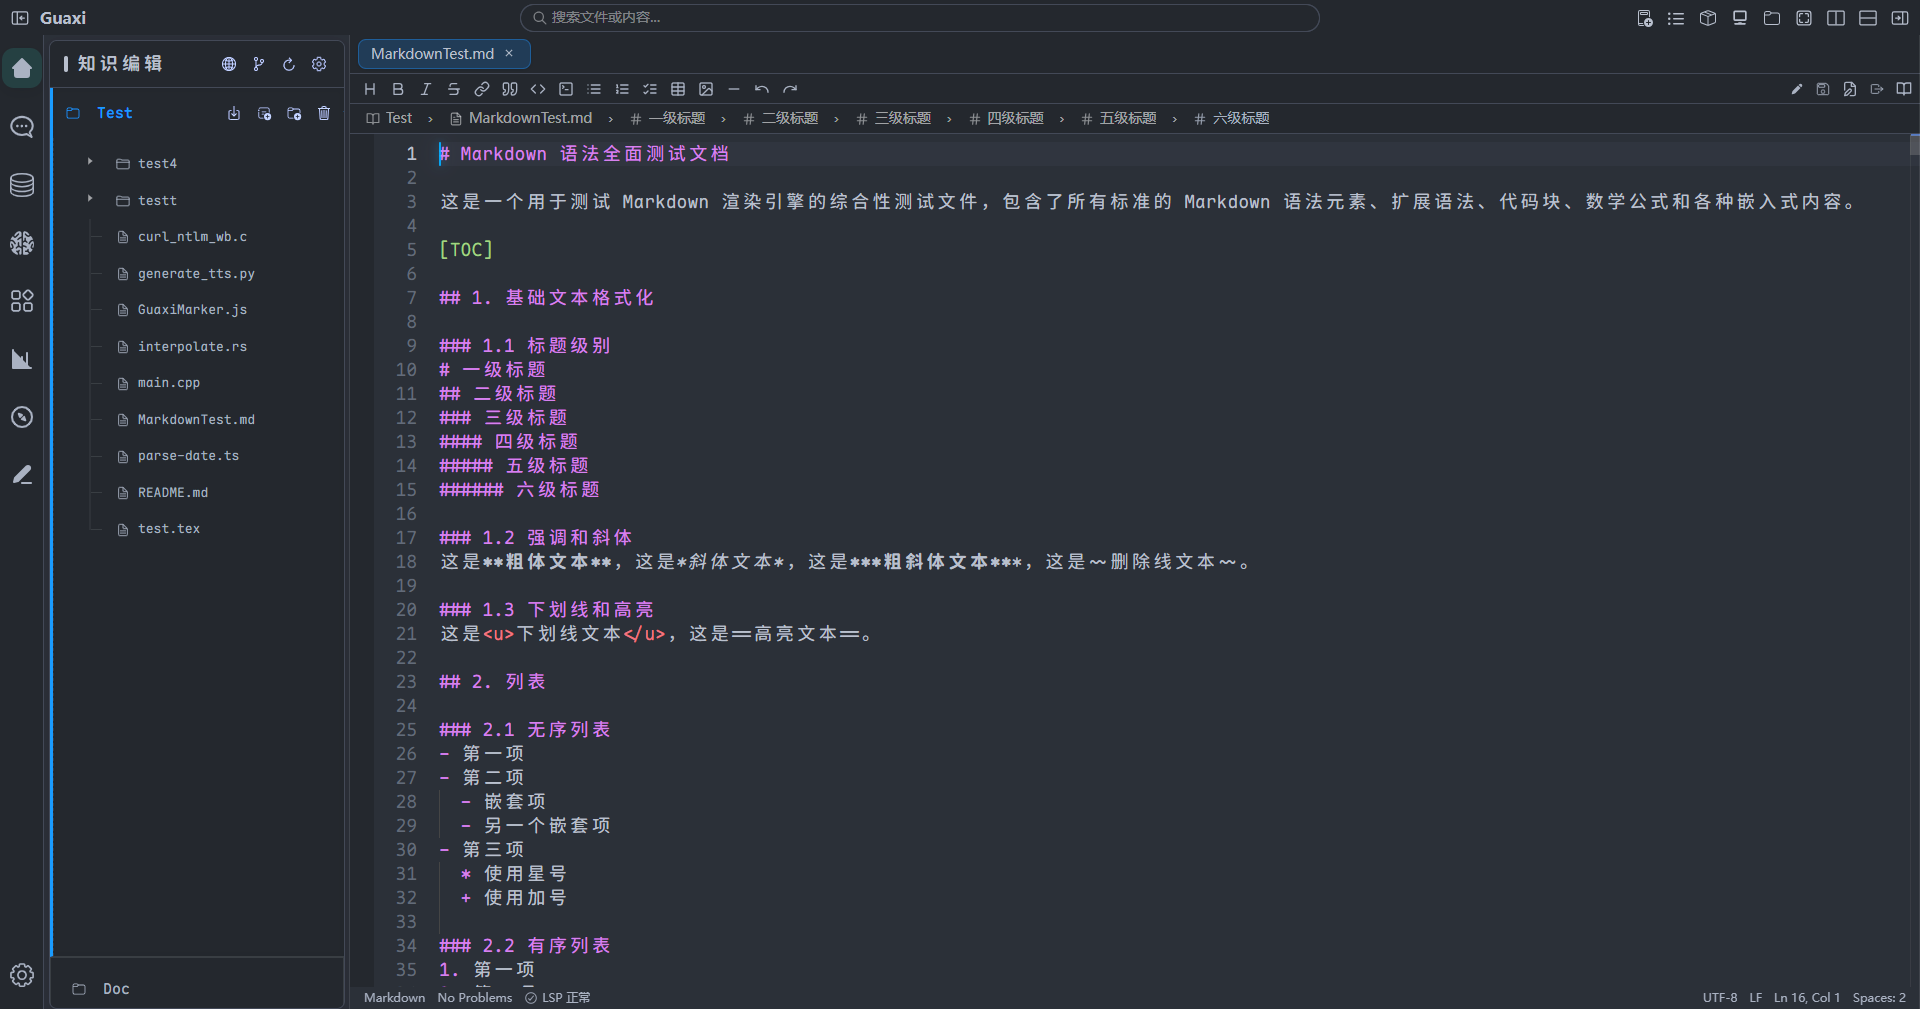 Guaxi
搜索文件或内容...
知识编辑
Test
test4
testt
curl_ntlm_wb.c
generate_tts.py
GuaxiMarker.js
interpolate.rs
main.cpp
MarkdownTest.md
parse-date.ts
README.md
test.tex
Doc
MarkdownTest.md ×
Test › MarkdownTest.md › # 一级标题 › # 二级标题 › # 三级标题 › # 四级标题 › # 五级标题 › # 六级标题
1 # Markdown 语法全面测试文档
2
3 这是一个用于测试 Markdown 渲染引擎的综合性测试文件，包含了所有标准的 Markdown 语法元素、扩展语法、代码块、数学公式和各种嵌入式内容。
4
5 [TOC]
6
7 ## 1. 基础文本格式化
8
9 ### 1.1 标题级别
10 # 一级标题
11 ## 二级标题
12 ### 三级标题
13 #### 四级标题
14 ##### 五级标题
15 ###### 六级标题
16
17 ### 1.2 强调和斜体
18 这是**粗体文本**，这是*斜体文本*，这是***粗斜体文本***，这是~~删除线文本~~。
19
20 ### 1.3 下划线和高亮
21 这是<u>下划线文本</u>，这是==高亮文本==。
22
23 ## 2. 列表
24
25 ### 2.1 无序列表
26 - 第一项
27 - 第二项
28 - 嵌套项
29 - 另一个嵌套项
30 - 第三项
31 * 使用星号
32 + 使用加号
33
34 ### 2.2 有序列表
35 1. 第一项
Markdown No Problems LSP 正常
UTF-8 LF Ln 16, Col 1 Spaces: 2